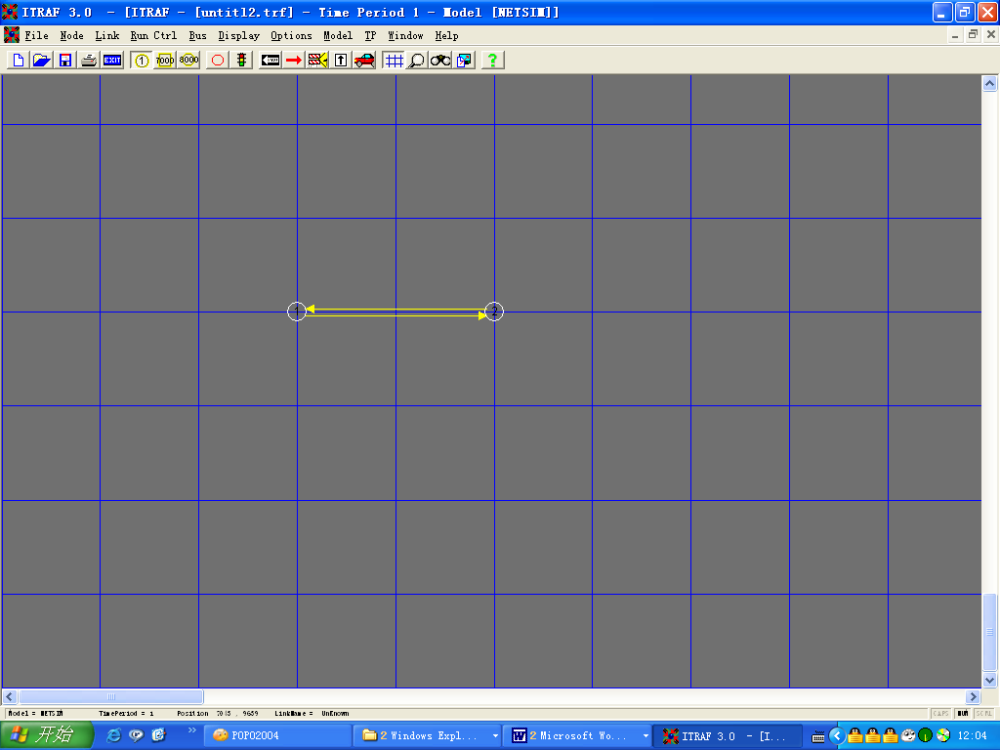 ITRAF 3.0 - [ITRAF - [untitl2.trf] - Time Period 1 - Model [NETSIM]]
File Node Link Run Ctrl Bus Display Options Model TP Window Help
EXIT 1 7000 8000 ?
1 2
Model = NETSIM TimePeriod = 1 Position 7045 , 9659 LinkName = UnKnown CAPS NUM SCRL
开始 POPO2004 2 Windows Expl... 2 Microsoft Wo... ITRAF 3.0 - [I... 12:04